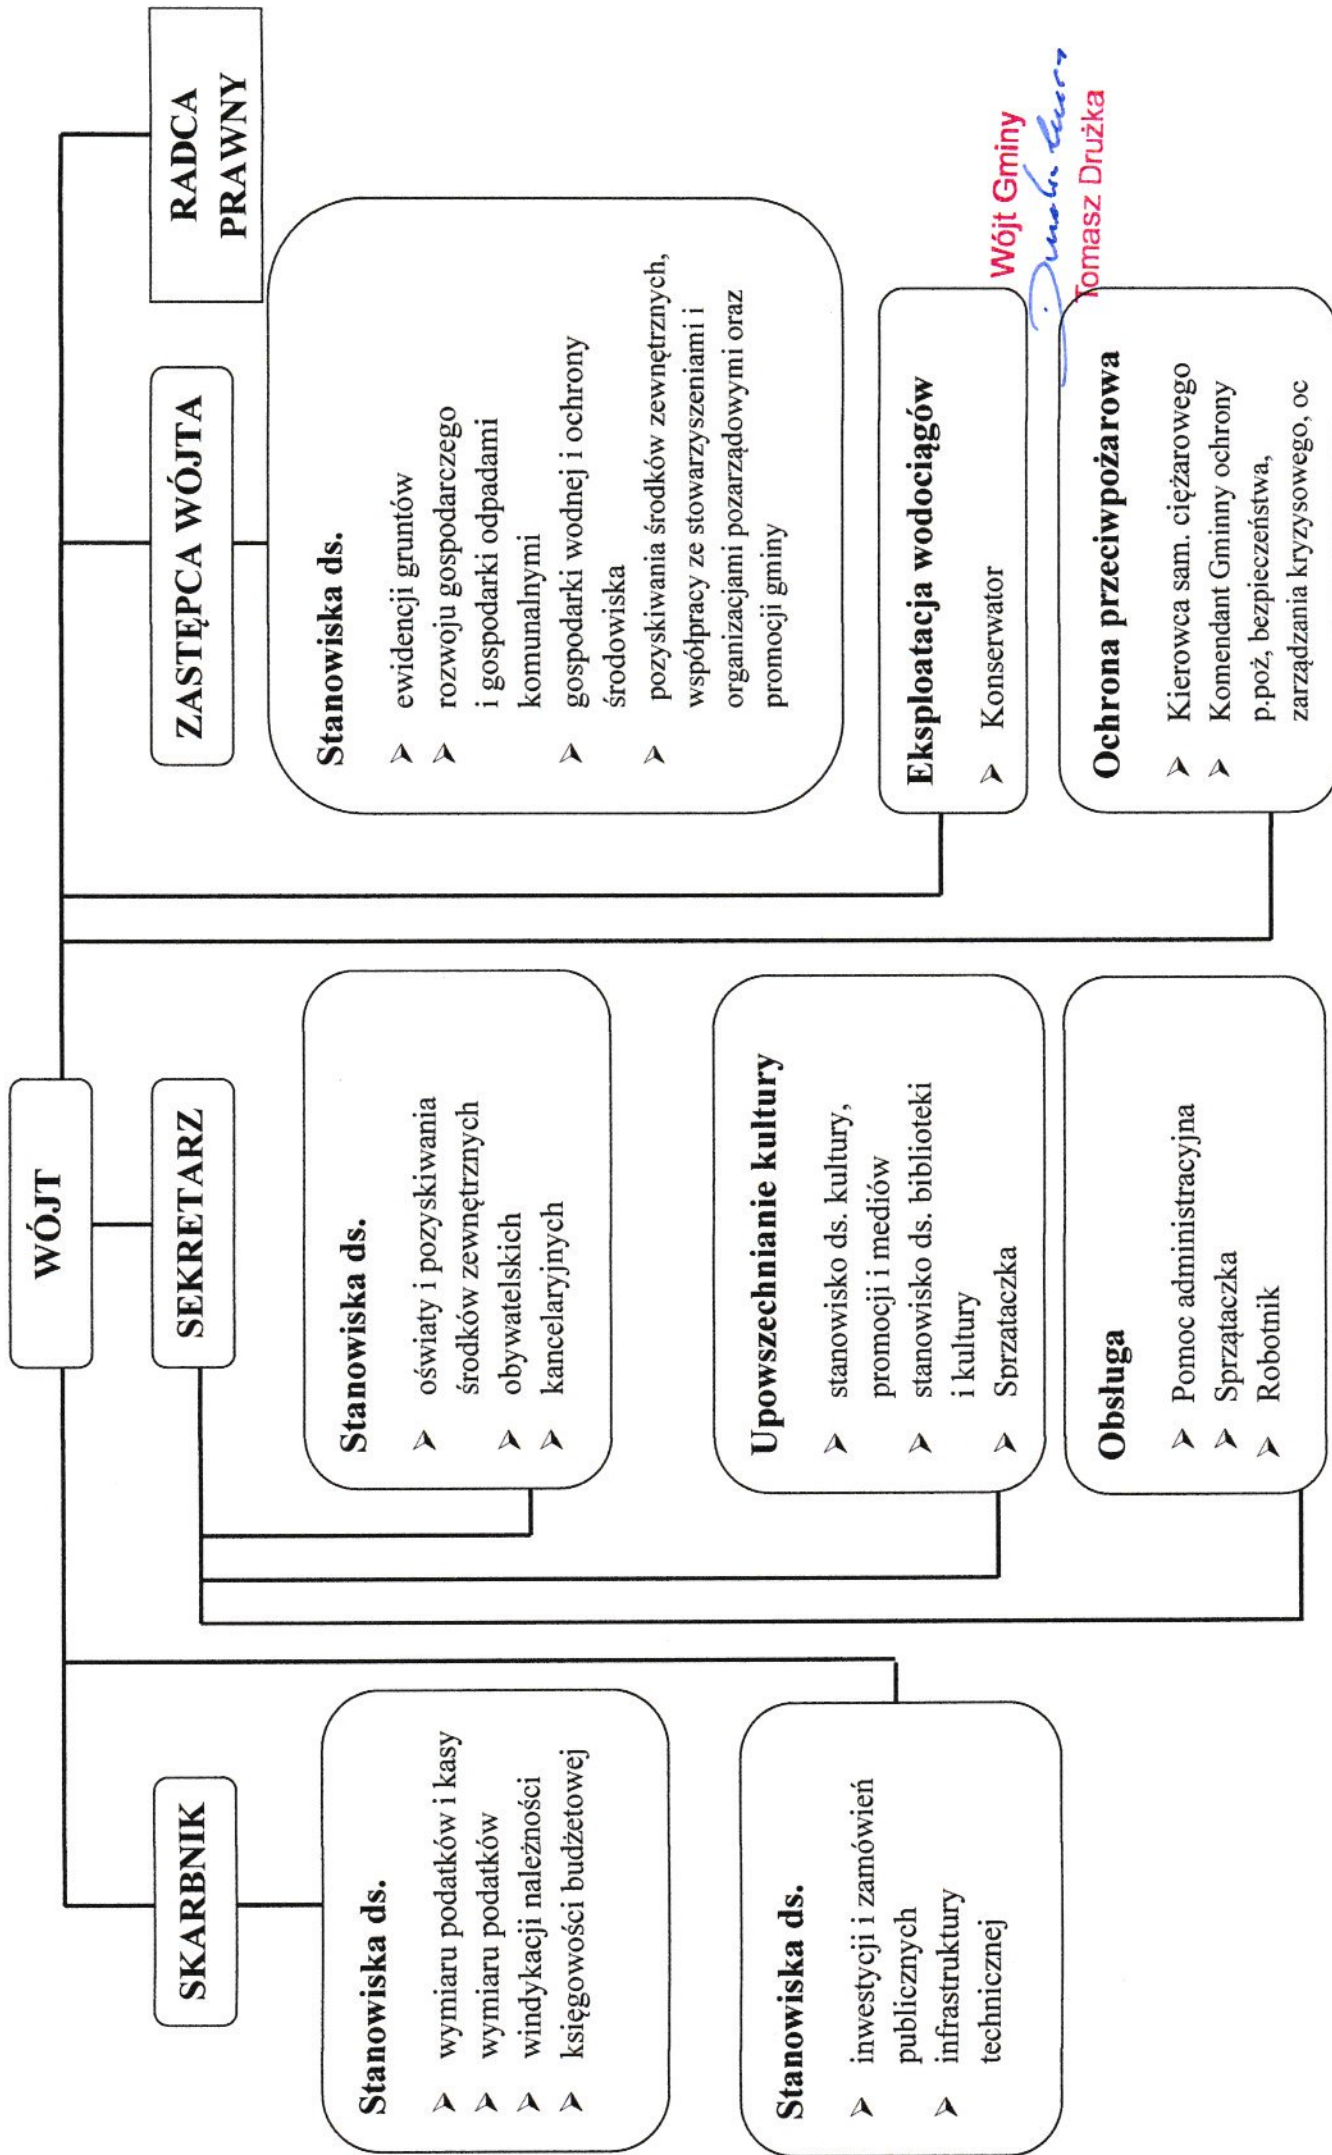 WÓJT
SKARBNIK
SEKRETARZ
ZASTĘPCA WÓJTA
RADCA
PRAWNY
Stanowiska ds.
➤ wymiaru podatków i kasy
➤ wymiaru podatków
➤ windykacji należności
➤ księgowości budżetowej
Stanowiska ds.
➤ inwestycji i zamówień
publicznych
➤ infrastruktury
technicznej
Stanowiska ds.
➤ oświaty i pozyskiwania
środków zewnętrznych
➤ obywatelskich
➤ kancelaryjnych
Upowszechnianie kultury
➤ stanowisko ds. kultury,
promocji i mediów
➤ stanowisko ds. biblioteki
i kultury
➤ Sprzataczka
Obsługa
➤ Pomoc administracyjna
➤ Sprzątaczka
➤ Robotnik
Stanowiska ds.
➤ ewidencji gruntów
➤ rozwoju gospodarczego
i gospodarki odpadami
komunalnymi
➤ gospodarki wodnej i ochrony
środowiska
➤ pozyskiwania środków zewnętrznych,
współpracy ze stowarzyszeniami i
organizacjami pozarządowymi oraz
promocji gminy
Eksploatacja wodociągów
➤ Konserwator
Ochrona przeciwpożarowa
➤ Kierowca sam. ciężarowego
➤ Komendant Gminny ochrony
p.poż, bezpieczeństwa,
zarządzania kryzysowego, oc
Wójt Gminy
Tomasz Drużka